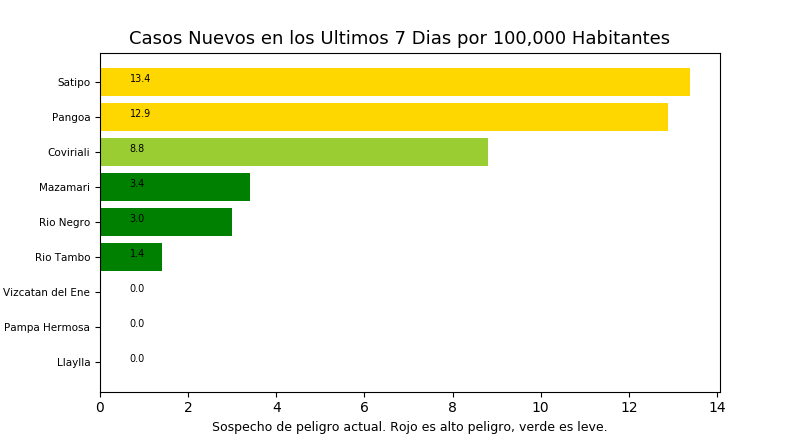 Casos Nuevos en los Ultimos 7 Dias por 100,000 Habitantes
Satipo 13.4
Pangoa 12.9
Coviriali 8.8
Mazamari 3.4
Rio Negro 3.0
Rio Tambo 1.4
Vizcatan del Ene 0.0
Pampa Hermosa 0.0
Llaylla 0.0
0 2 4 6 8 10 12 14
Sospecho de peligro actual. Rojo es alto peligro, verde es leve.